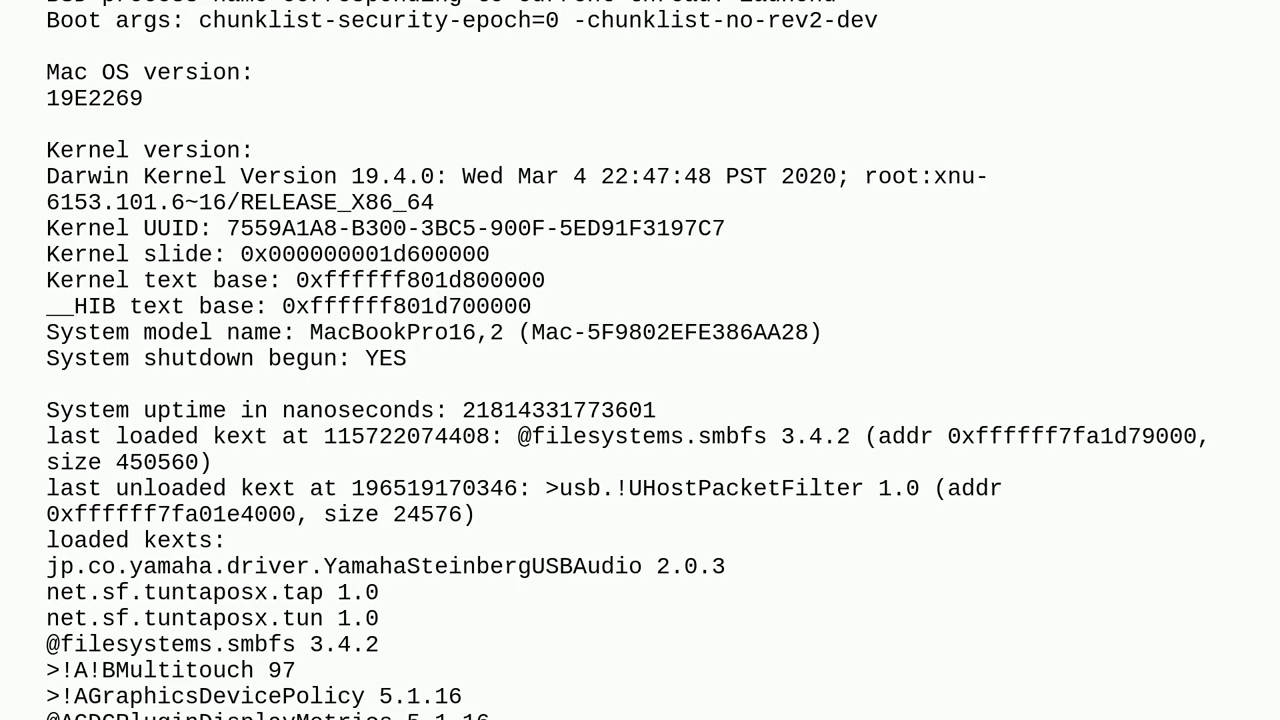 Boot args: chunklist-security-epoch=0 -chunklist-no-rev2-dev
Mac OS version:
19E2269
Kernel version:
Darwin Kernel Version 19.4.0: Wed Mar 4 22:47:48 PST 2020; root:xnu-
6153.101.6~16/RELEASE_X86_64
Kernel UUID: 7559A1A8-B300-3BC5-900F-5ED91F3197C7
Kernel slide: 0x000000001d600000
Kernel text base: 0xffffff801d800000
__HIB text base: 0xffffff801d700000
System model name: MacBookPro16,2 (Mac-5F9802EFE386AA28)
System shutdown begun: YES
System uptime in nanoseconds: 21814331773601
last loaded kext at 115722074408: @filesystems.smbfs 3.4.2 (addr 0xffffff7fa1d79000,
size 450560)
last unloaded kext at 196519170346: >usb.!UHostPacketFilter 1.0 (addr
0xffffff7fa01e4000, size 24576)
loaded kexts:
jp.co.yamaha.driver.YamahaSteinbergUSBAudio 2.0.3
net.sf.tuntaposx.tap 1.0
net.sf.tuntaposx.tun 1.0
@filesystems.smbfs 3.4.2
>!A!BMultitouch 97
>!AGraphicsDevicePolicy 5.1.16